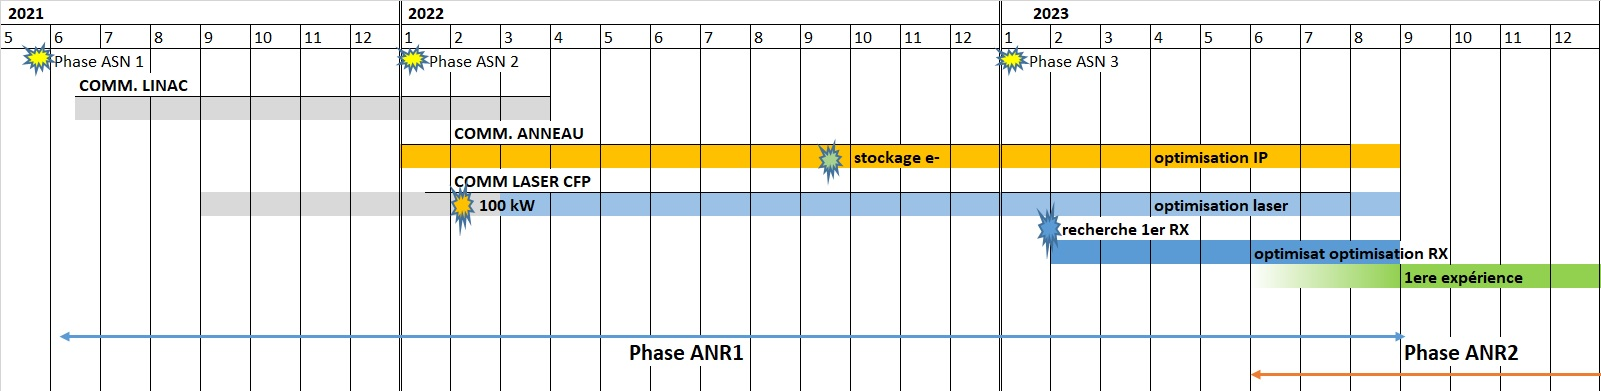 2021 2022 2023
5 6 7 8 9 10 11 12 1 2 3 4 5 6 7 8 9 10 11 12 1 2 3 4 5 6 7 8 9 10 11 12
Phase ASN 1 Phase ASN 2 Phase ASN 3
COMM. LINAC
COMM. ANNEAU
stockage e- optimisation IP
COMM LASER CFP
100 kW optimisation laser
recherche 1er RX
optimisat optimisation RX
1ere expérience
Phase ANR1 Phase ANR2